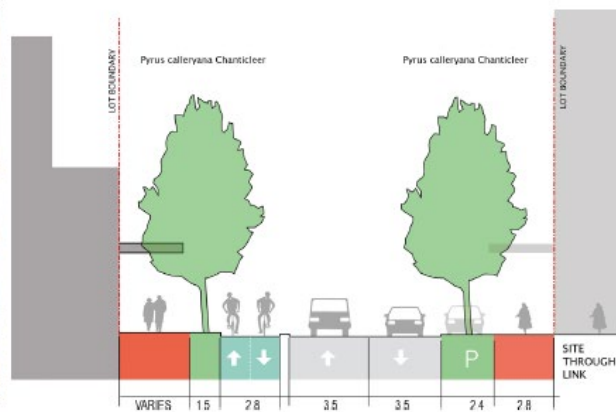 Pyrus calleryana Chanticleer
Pyrus calleryana Chanticleer
LOT BOUNDARY
LOT BOUNDARY
P
SITE
THROUGH
LINK
VARIES
1.5
2.8
3.5
3.5
2.4
2.8